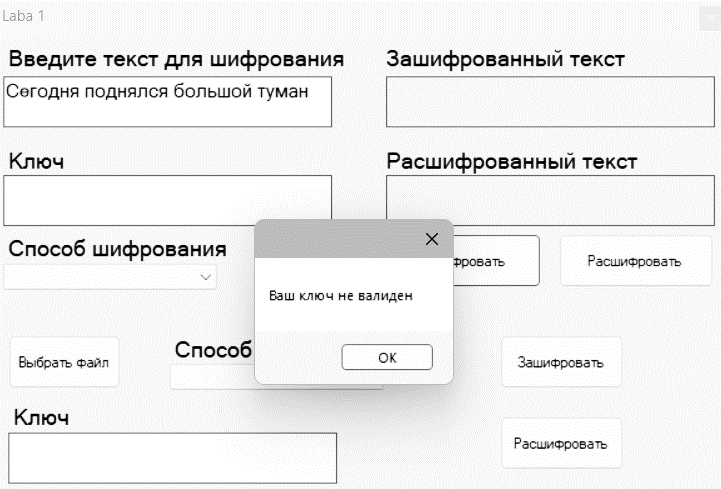 Laba 1
Введите текст для шифрования
Зашифрованный текст
Сегодня поднялся большой туман
Ключ
Расшифрованный текст
Способ шифрования
фровать
Расшифровать
Ваш ключ не валиден
OK
Выбрать файл
Способ
Зашифровать
Ключ
Расшифровать